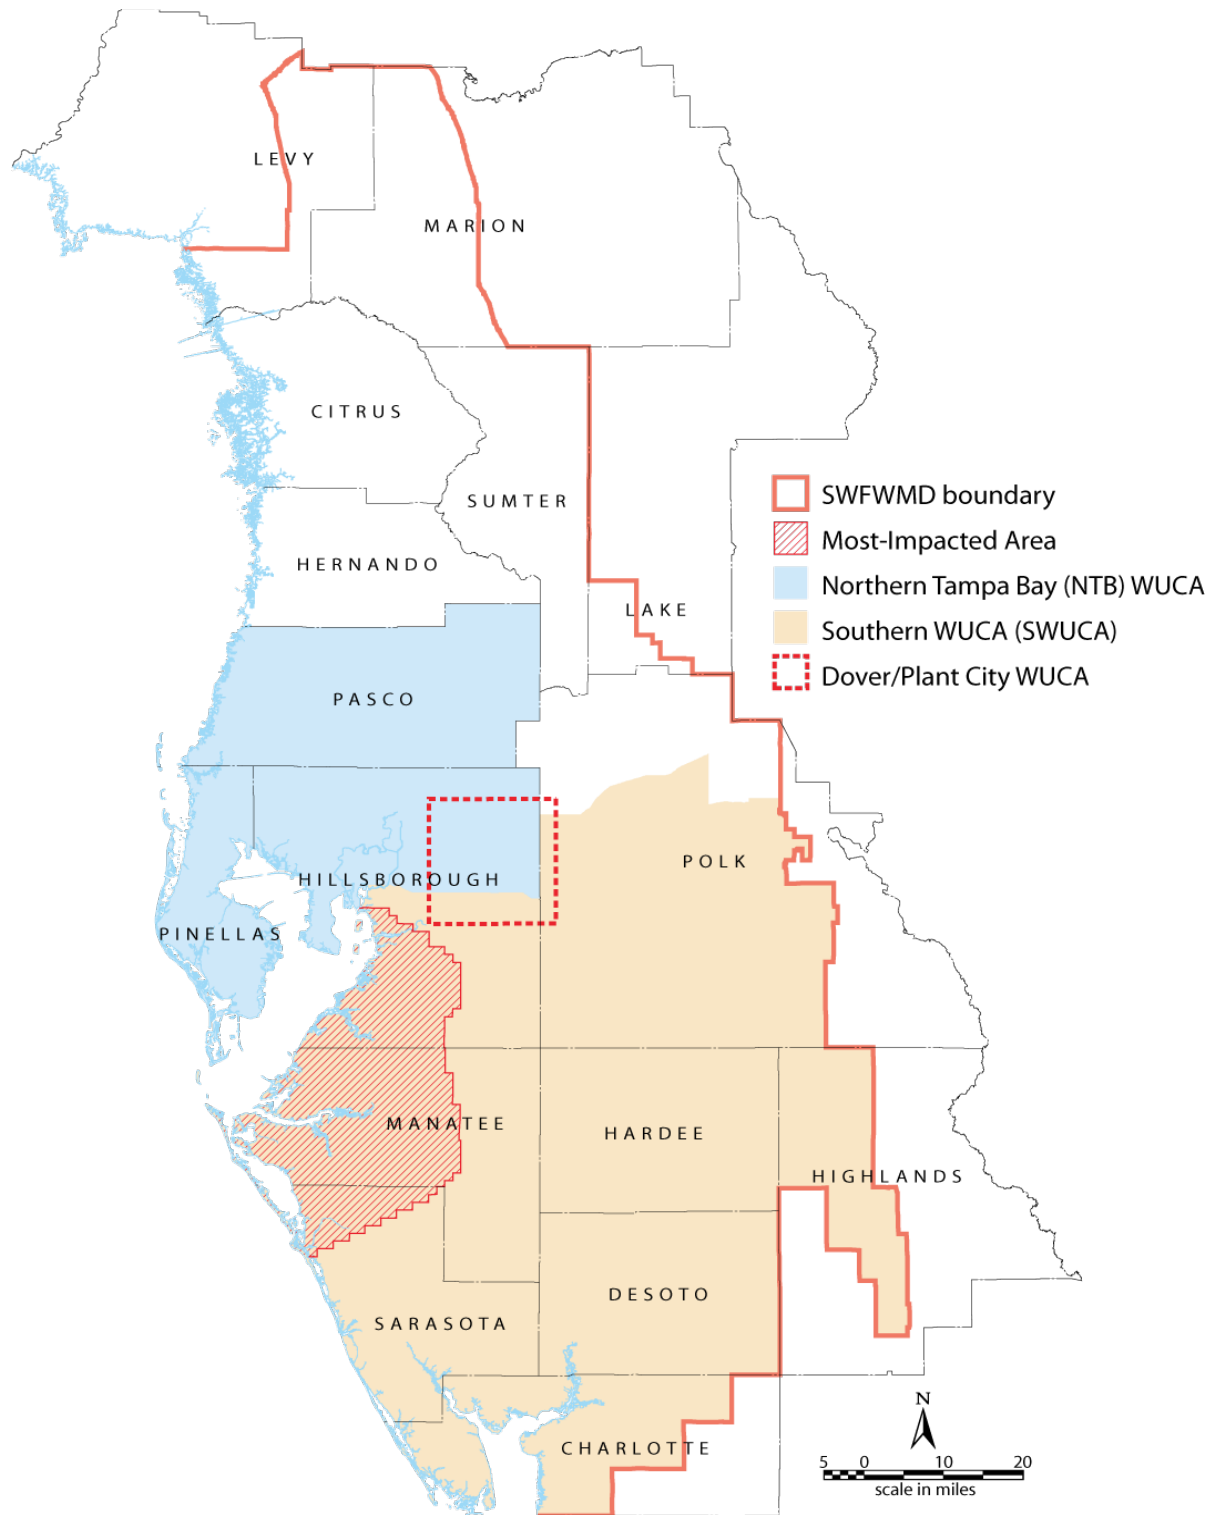 LEVY
MARION
CITRUS
SUMTER
SWFWMD boundary
Most-Impacted Area
HERNANDO
Northern Tampa Bay (NTB) WUCA
LAKE
Southern WUCA (SWUCA)
Dover/Plant City WUCA
PASCO
POLK
HILLSBOROUGH
PINELLAS
MANATEE
HARDEE
HIGHLANDS
DESOTO
SARASOTA
N
CHARLOTTE
5 0 10 20
scale in miles